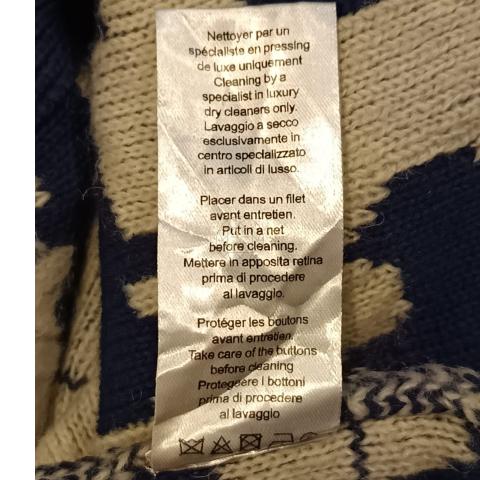 Nettoyer par un
spécialiste en pressing
de luxe uniquement
Cleaning by a
specialist in luxury
dry cleaners only.
Lavaggio a secco
esclusivamente in
centro specializzato
in articoli di lusso.
Placer dans un filet
avant entretien.
Put in a net
before cleaning.
Mettere in apposita retina
prima di procedere
al lavaggio.
Protéger les boutons
avant entretien.
Take care of the buttons
before cleaning
Proteggere i bottoni
prima di procedere
al lavaggio